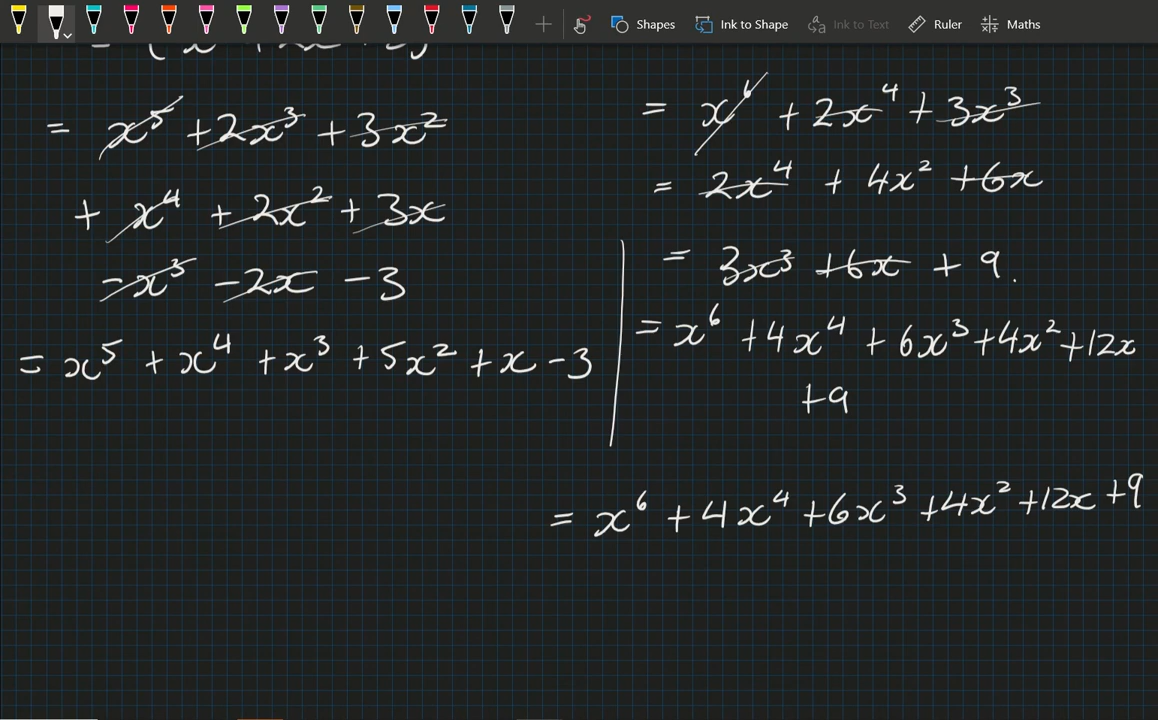 Shapes Ink to Shape Ink to Text Ruler Maths
= x⁵ + 2x³ + 3x²
+ x⁴ + 2x² + 3x
- x³ - 2x - 3
= x⁵ + x⁴ + x³ + 5x² + x - 3
= x⁶ + 2x⁴ + 3x³
= 2x⁴ + 4x² + 6x
= 3x³ + 6x + 9.
= x⁶ + 4x⁴ + 6x³ + 4x² + 12x
+ 9
= x⁶ + 4x⁴ + 6x³ + 4x² + 12x + 9